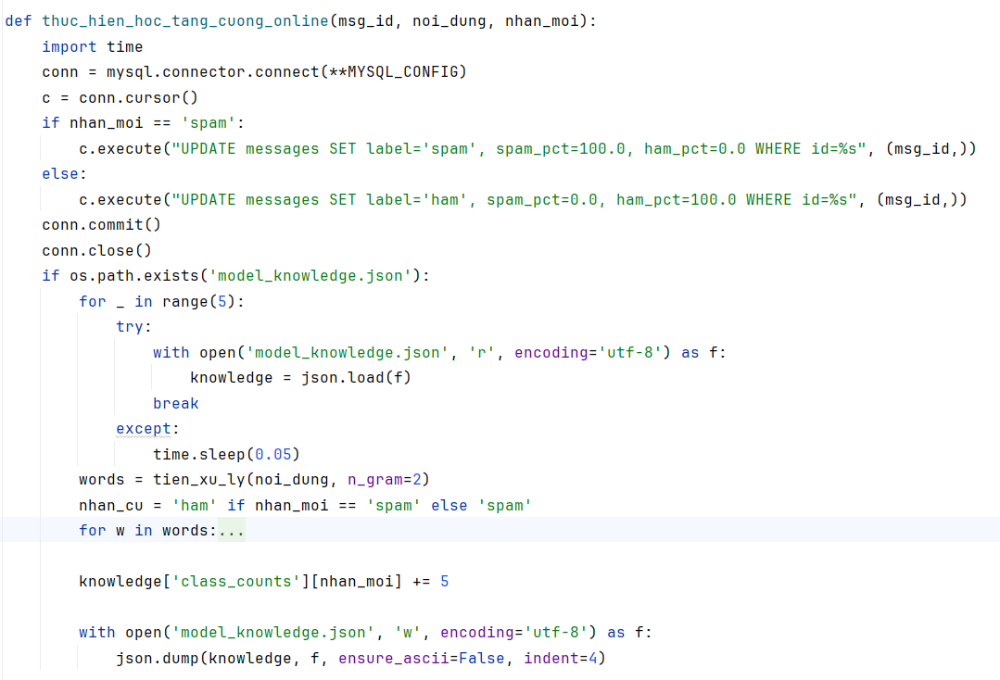 def thuc_hien_hoc_tang_cuong_online(msg_id, noi_dung, nhan_moi):
    import time
    conn = mysql.connector.connect(**MYSQL_CONFIG)
    c = conn.cursor()
    if nhan_moi == 'spam':
        c.execute("UPDATE messages SET label='spam', spam_pct=100.0, ham_pct=0.0 WHERE id=%s", (msg_id,))
    else:
        c.execute("UPDATE messages SET label='ham', spam_pct=0.0, ham_pct=100.0 WHERE id=%s", (msg_id,))
    conn.commit()
    conn.close()
    if os.path.exists('model_knowledge.json'):
        for _ in range(5):
            try:
                with open('model_knowledge.json', 'r', encoding='utf-8') as f:
                    knowledge = json.load(f)
                break
            except:
                time.sleep(0.05)
        words = tien_xu_ly(noi_dung, n_gram=2)
        nhan_cu = 'ham' if nhan_moi == 'spam' else 'spam'
        for w in words:...
        knowledge['class_counts'][nhan_moi] += 5
        with open('model_knowledge.json', 'w', encoding='utf-8') as f:
            json.dump(knowledge, f, ensure_ascii=False, indent=4)